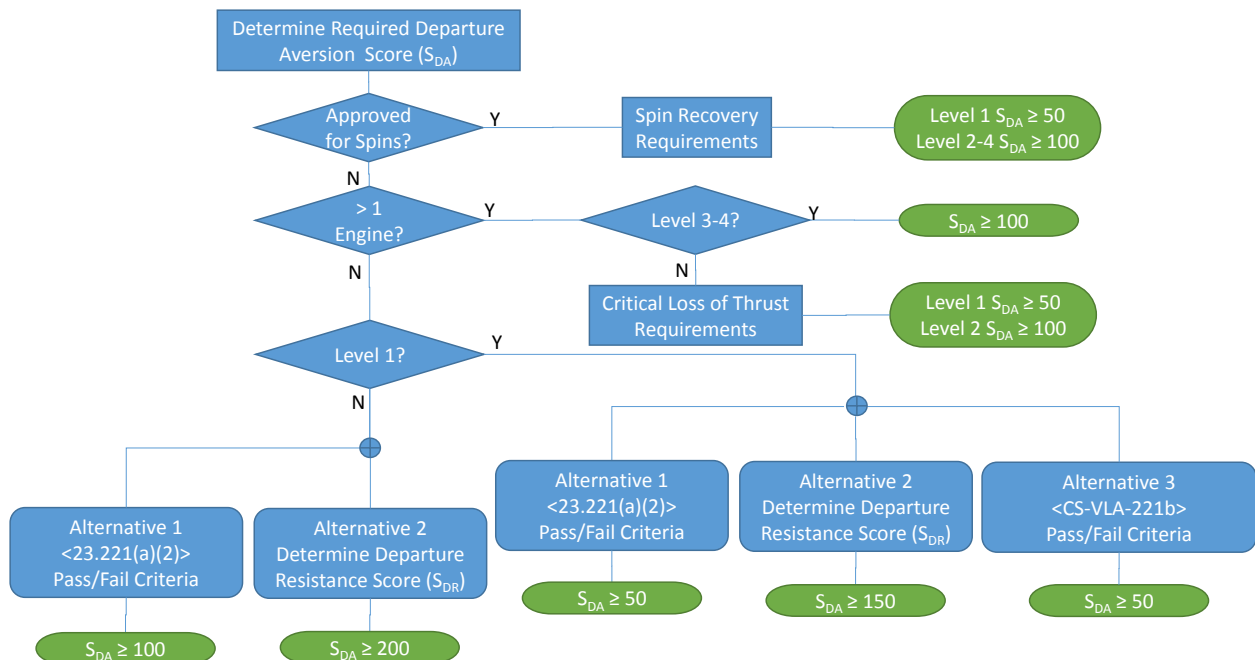 Determine Required Departure
Aversion Score (SDA)
Approved
for Spins?
Y
Spin Recovery
Requirements
Level 1 SDA ≥ 50
Level 2-4 SDA ≥ 100
N
> 1
Engine?
Y
Level 3-4?
Y
SDA ≥ 100
N
N
Critical Loss of Thrust
Requirements
Level 1 SDA ≥ 50
Level 2 SDA ≥ 100
Level 1?
Y
N
Alternative 1
<23.221(a)(2)>
Pass/Fail Criteria
Alternative 2
Determine Departure
Resistance Score (SDR)
Alternative 1
<23.221(a)(2)>
Pass/Fail Criteria
Alternative 2
Determine Departure
Resistance Score (SDR)
Alternative 3
<CS-VLA-221b>
Pass/Fail Criteria
SDA ≥ 100
SDA ≥ 200
SDA ≥ 50
SDA ≥ 150
SDA ≥ 50